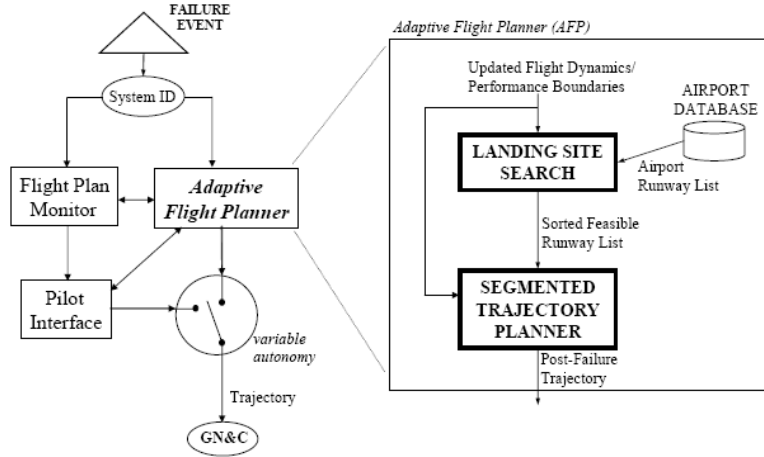 FAILURE
EVENT
System ID
Flight Plan
Monitor
Adaptive
Flight Planner
Pilot
Interface
variable
autonomy
Trajectory
GN&C
Adaptive Flight Planner (AFP)
Updated Flight Dynamics/
Performance Boundaries
AIRPORT
DATABASE
LANDING SITE
SEARCH
Airport
Runway List
Sorted Feasible
Runway List
SEGMENTED
TRAJECTORY
PLANNER
Post-Failure
Trajectory